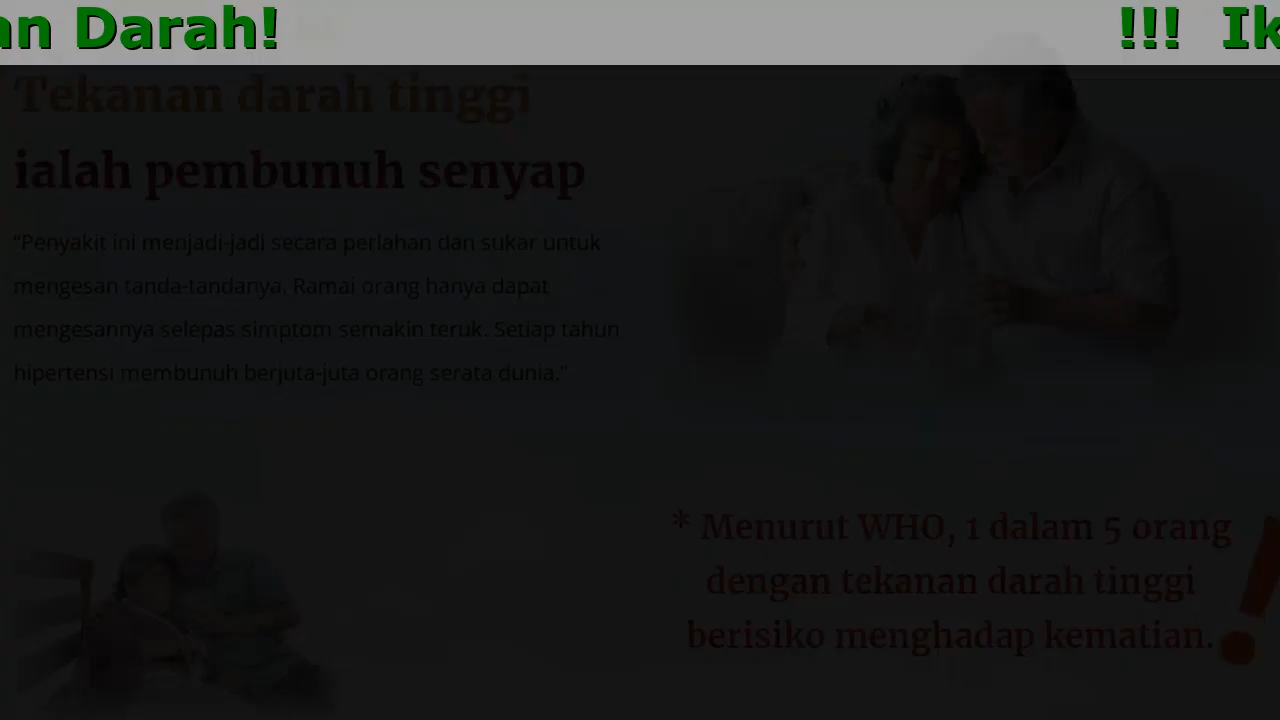 an Darah!
!!! Ik
Tekanan darah tinggi
ialah pembunuh senyap
“Penyakit ini menjadi-jadi secara perlahan dan sukar untuk
mengesan tanda-tandanya. Ramai orang hanya dapat
mengesannya selepas simptom semakin teruk. Setiap tahun
hipertensi membunuh berjuta-juta orang serata dunia.”
* Menurut WHO, 1 dalam 5 orang
dengan tekanan darah tinggi
berisiko menghadap kematian.
!